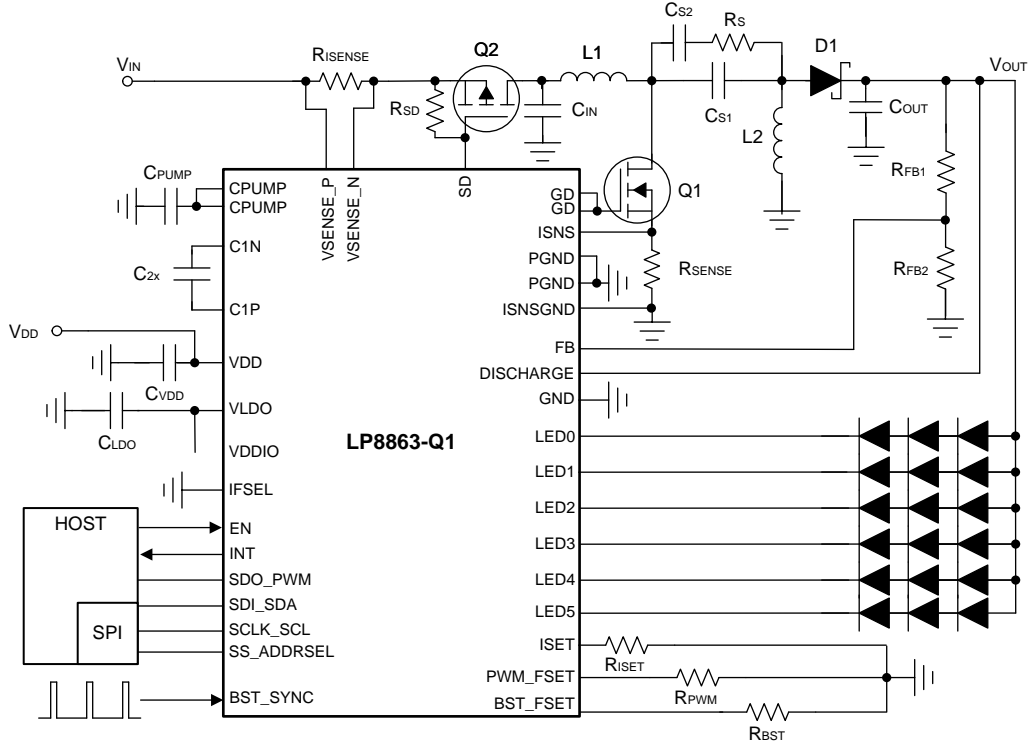 CS2
RS
VIN
RISENSE
Q2
L1
D1
VOUT
RSD
CIN
CS1
COUT
L2
RFB1
CPUMP
CPUMP
CPUMP
VSENSE_P
VSENSE_N
SD
GD
GD
Q1
ISNS
C1N
PGND
RSENSE
RFB2
C2x
PGND
C1P
ISNSGND
VDD
FB
VDD
DISCHARGE
CVDD
GND
VLDO
CLDO
LP8863-Q1
LED0
VDDIO
LED1
IFSEL
LED2
HOST
EN
INT
LED3
SDO_PWM
LED4
SDI_SDA
LED5
SPI
SCLK_SCL
SS_ADDRSEL
ISET
RISET
PWM_FSET
RPWM
BST_SYNC
BST_FSET
RBST